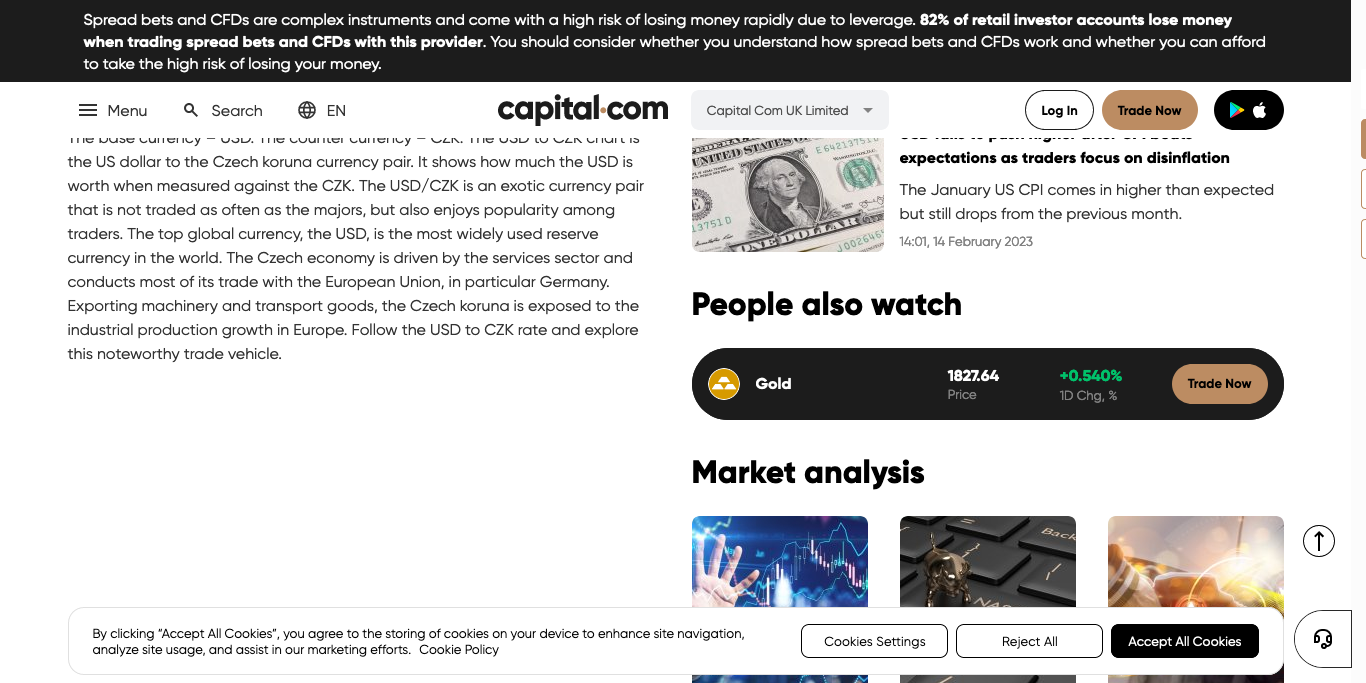 Spread bets and CFDs are complex instruments and come with a high risk of losing money rapidly due to leverage. 82% of retail investor accounts lose money
when trading spread bets and CFDs with this provider. You should consider whether you understand how spread bets and CFDs work and whether you can afford
to take the high risk of losing your money.
Menu
Search
EN
capital.com
Capital Com UK Limited
Log In
Trade Now
The base currency – USD. The counter currency – CZK. The USD to CZK chart is
the US dollar to the Czech koruna currency pair. It shows how much the USD is
worth when measured against the CZK. The USD/CZK is an exotic currency pair
that is not traded as often as the majors, but also enjoys popularity among
traders. The top global currency, the USD, is the most widely used reserve
currency in the world. The Czech economy is driven by the services sector and
conducts most of its trade with the European Union, in particular Germany.
Exporting machinery and transport goods, the Czech koruna is exposed to the
industrial production growth in Europe. Follow the USD to CZK rate and explore
this noteworthy trade vehicle.
UNITED STATES
E 64213751
13751 D
ONE DOLLAR
expectations as traders focus on disinflation
The January US CPI comes in higher than expected
but still drops from the previous month.
14:01, 14 February 2023
People also watch
Gold
1827.64
Price
+0.540%
1D Chg, %
Trade Now
Market analysis
Back
By clicking “Accept All Cookies”, you agree to the storing of cookies on your device to enhance site navigation,
analyze site usage, and assist in our marketing efforts. Cookie Policy
Cookies Settings
Reject All
Accept All Cookies